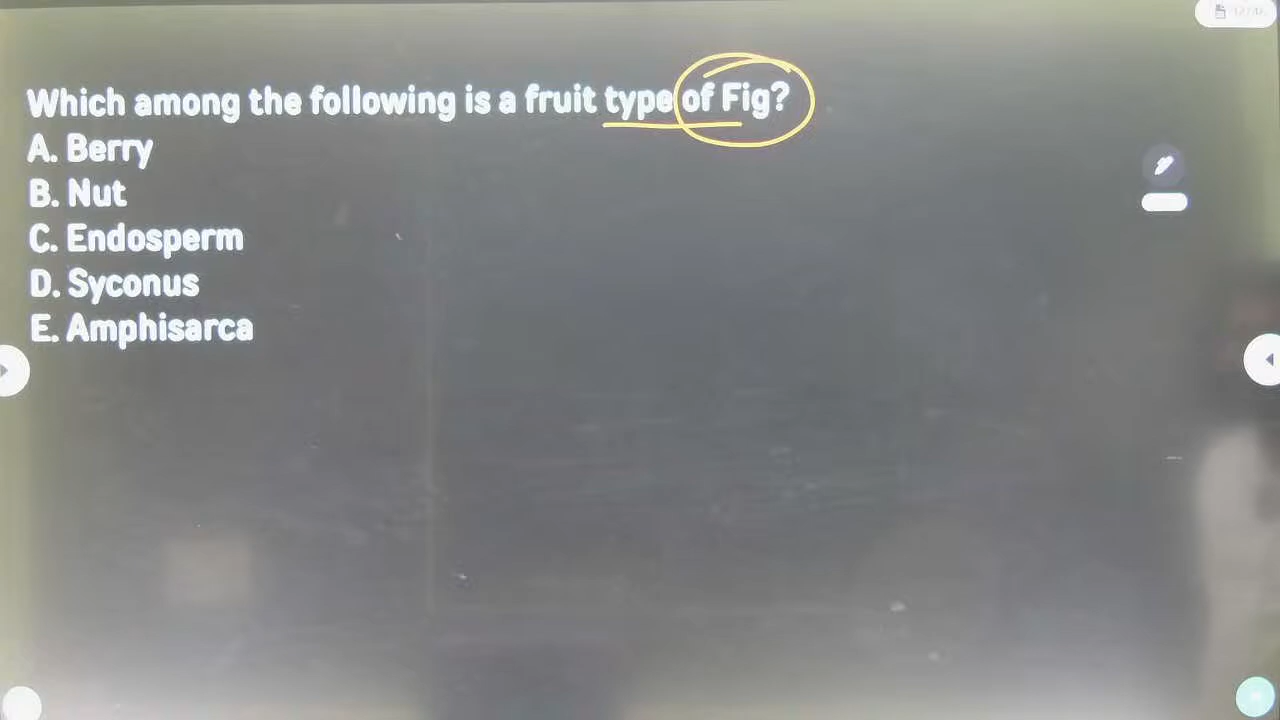 Which among the following is a fruit type of Fig?
A. Berry
B. Nut
C. Endosperm
D. Syconus
E. Amphisarca